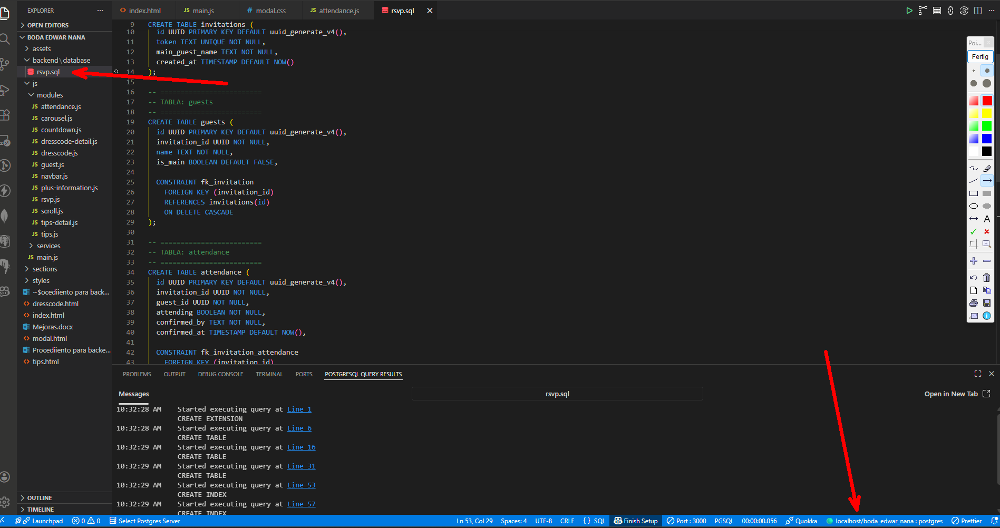 EXPLORER
OPEN EDITORS
BODA EDWAR NANA
assets
backend\database
rsvp.sql
js
modules
JS attendance.js
JS carousel.js
JS countdown.js
JS dresscode-detail.js
JS dresscode.js
JS guest.js
JS navbar.js
JS plus-information.js
JS rsvp.js
JS scroll.js
JS tips-detail.js
JS tips.js
services
JS main.js
sections
styles
~$ocediiento para back...
dresscode.html
index.html
Mejoras.docx
modal.html
Procediiento para backe...
tips.html
OUTLINE
TIMELINE
index.html
JS main.js
# modal.css
JS attendance.js
rsvp.sql
9 CREATE TABLE invitations (
10 id UUID PRIMARY KEY DEFAULT uuid_generate_v4(),
11 token TEXT UNIQUE NOT NULL,
12 main_guest_name TEXT NOT NULL,
13 created_at TIMESTAMP DEFAULT NOW()
14 );
15
16 -- =========================
17 -- TABLA: guests
18 -- =========================
19 CREATE TABLE guests (
20 id UUID PRIMARY KEY DEFAULT uuid_generate_v4(),
21 invitation_id UUID NOT NULL,
22 name TEXT NOT NULL,
23 is_main BOOLEAN DEFAULT FALSE,
24
25 CONSTRAINT fk_invitation
26 FOREIGN KEY (invitation_id)
27 REFERENCES invitations(id)
28 ON DELETE CASCADE
29 );
30
31 -- =========================
32 -- TABLA: attendance
33 -- =========================
34 CREATE TABLE attendance (
35 id UUID PRIMARY KEY DEFAULT uuid_generate_v4(),
36 invitation_id UUID NOT NULL,
37 guest_id UUID NOT NULL,
38 attending BOOLEAN NOT NULL,
39 confirmed_by TEXT NOT NULL,
40 confirmed_at TIMESTAMP DEFAULT NOW(),
41
42 CONSTRAINT fk_invitation_attendance
43 FOREIGN KEY (invitation_id)
Poi...
Fertig
A
PROBLEMS OUTPUT DEBUG CONSOLE TERMINAL PORTS POSTGRESQL QUERY RESULTS
Messages
rsvp.sql
Open in New Tab
10:32:28 AM Started executing query at Line 1
CREATE EXTENSION
10:32:28 AM Started executing query at Line 6
CREATE TABLE
10:32:29 AM Started executing query at Line 16
CREATE TABLE
10:32:29 AM Started executing query at Line 31
CREATE TABLE
10:32:29 AM Started executing query at Line 53
CREATE INDEX
10:32:29 AM Started executing query at Line 57
CREATE INDEX
Launchpad 0 0 Select Postgres Server Ln 53, Col 29 Spaces: 4 UTF-8 CRLF { } SQL Finish Setup Port : 3000 PGSQL 00:00:00.056 Quokka localhost/boda_edwar_nana : postgres Prettier